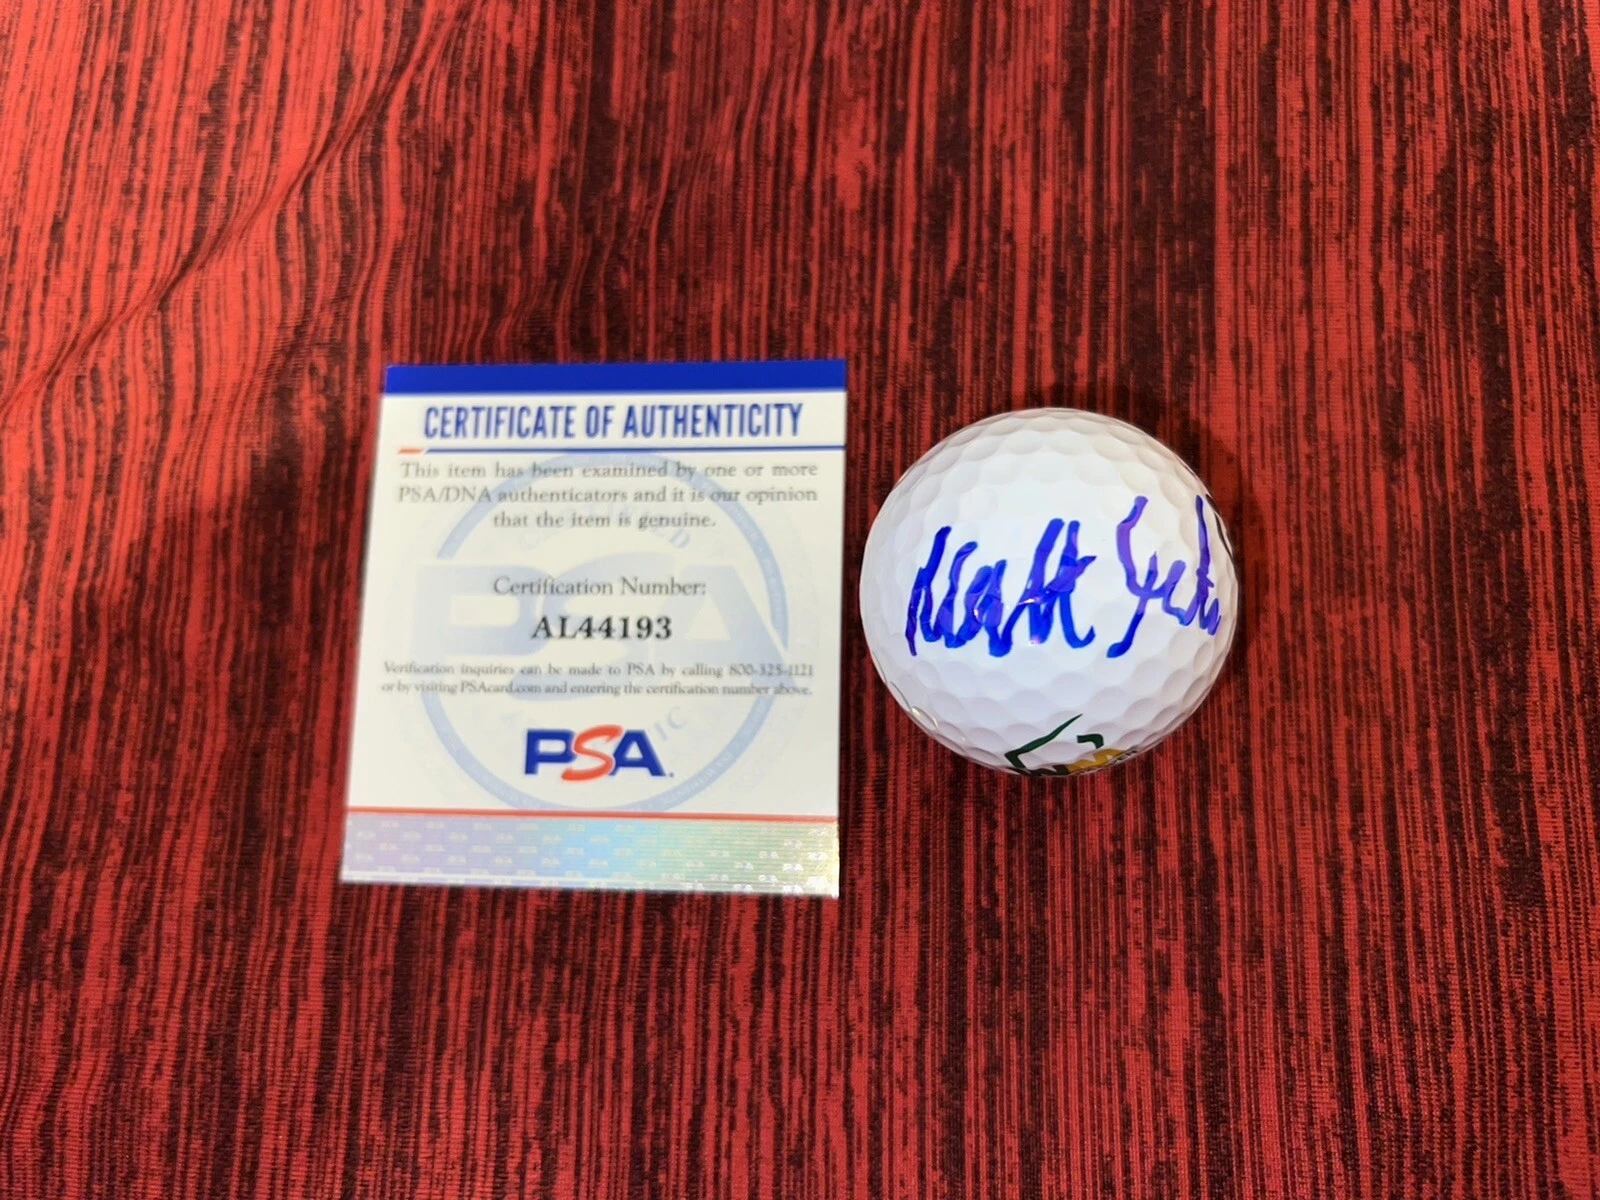 CERTIFICATE OF AUTHENTICITY
This item has been examined by one or more
PSA/DNA authenticators and it is our opinion
that the item is genuine.
Certification Number:
AL44193
Verification inquiries can be made to PSA by calling 800-325-1121
or by visiting PSAcard.com and entering the certification number above.
PSA